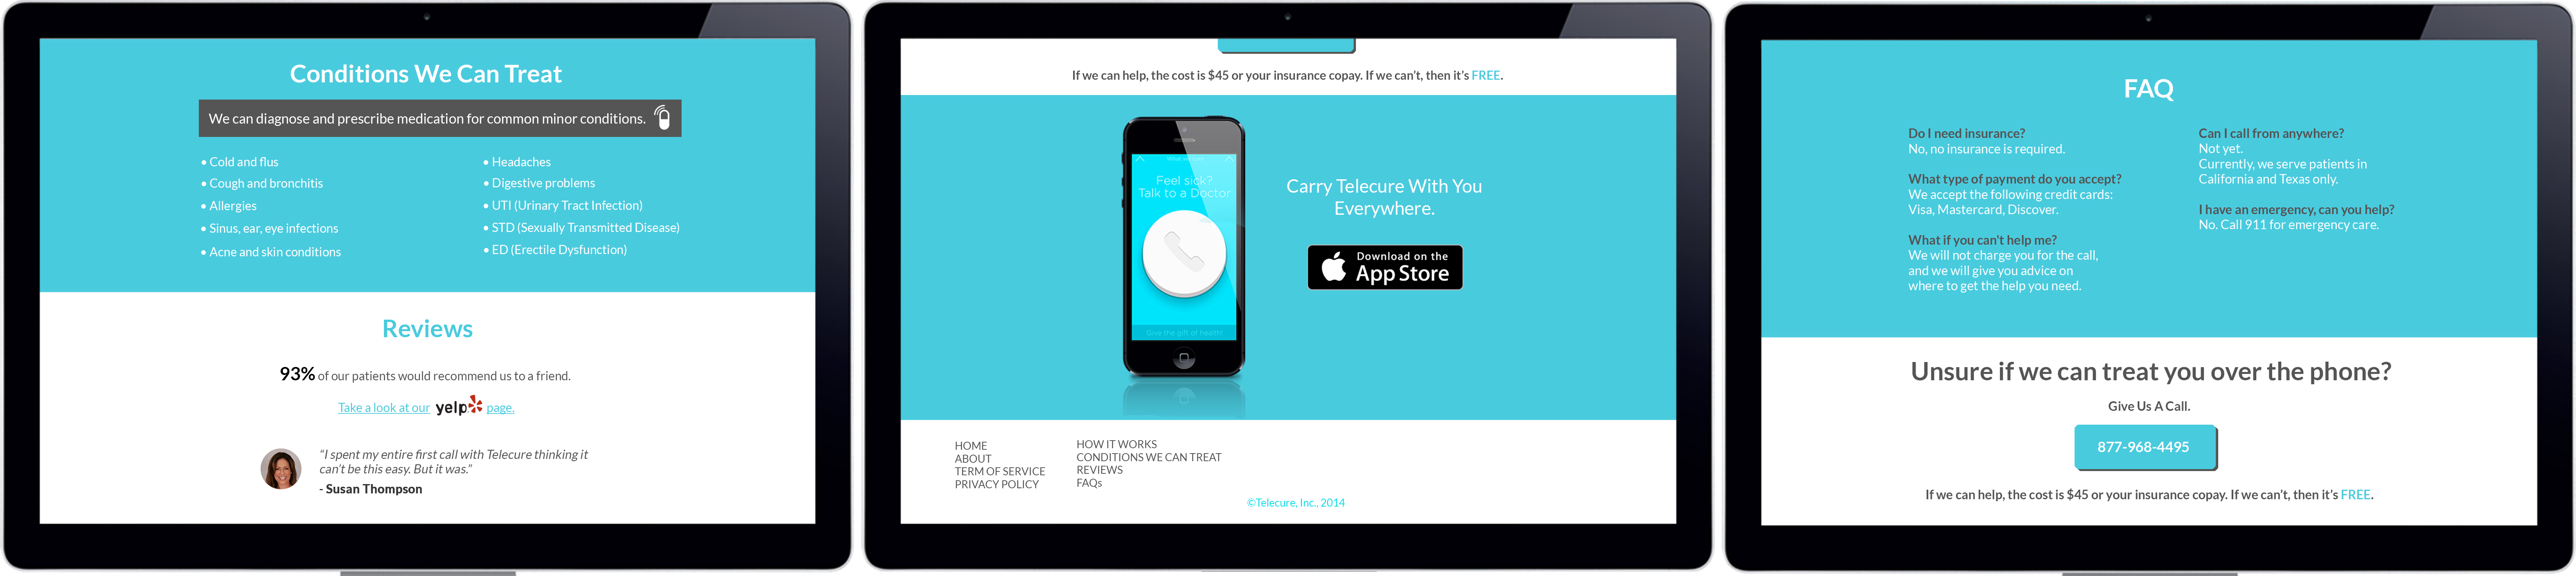 Conditions We Can Treat
We can diagnose and prescribe medication for common minor conditions.
• Cold and flus
• Cough and bronchitis
• Allergies
• Sinus, ear, eye infections
• Acne and skin conditions
• Headaches
• Digestive problems
• UTI (Urinary Tract Infection)
• STD (Sexually Transmitted Disease)
• ED (Erectile Dysfunction)
Reviews
93% of our patients would recommend us to a friend.
Take a look at our yelp page.
“I spent my entire first call with Telecure thinking it
can’t be this easy. But it was.”
- Susan Thompson
If we can help, the cost is $45 or your insurance copay. If we can’t, then it’s FREE.
Feel sick?
Talk to a Doctor
Give the gift of health!
Carry Telecure With You
Everywhere.
Download on the
App Store
HOME
ABOUT
TERM OF SERVICE
PRIVACY POLICY
HOW IT WORKS
CONDITIONS WE CAN TREAT
REVIEWS
FAQs
©Telecure, Inc., 2014
FAQ
Do I need insurance?
No, no insurance is required.
What type of payment do you accept?
We accept the following credit cards:
Visa, Mastercard, Discover.
What if you can't help me?
We will not charge you for the call,
and we will give you advice on
where to get the help you need.
Can I call from anywhere?
Not yet.
Currently, we serve patients in
California and Texas only.
I have an emergency, can you help?
No. Call 911 for emergency care.
Unsure if we can treat you over the phone?
Give Us A Call.
877-968-4495
If we can help, the cost is $45 or your insurance copay. If we can’t, then it’s FREE.